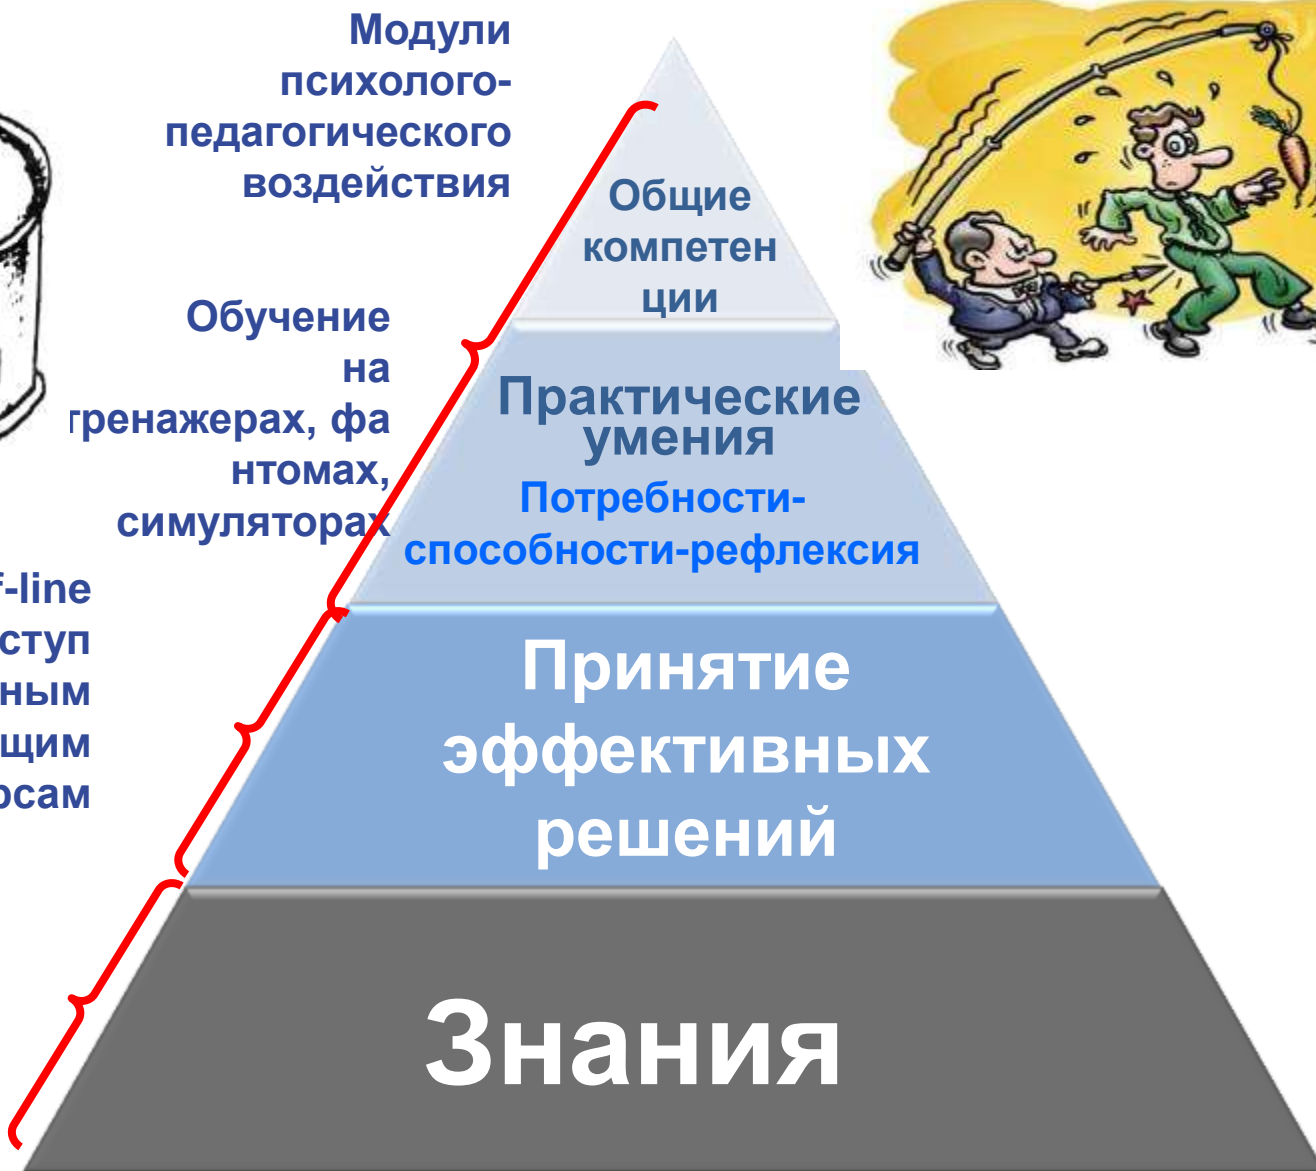 Модули
психолого-
педагогического
воздействия
Общие
компетен
ции
Обучение
на
тренажерах, фа
нтомах,
симуляторах
Практические
умения
Потребности-
способности-рефлексия
f-line
ступ
ным
щим
рсам
Принятие
эффективных
решений
Знания